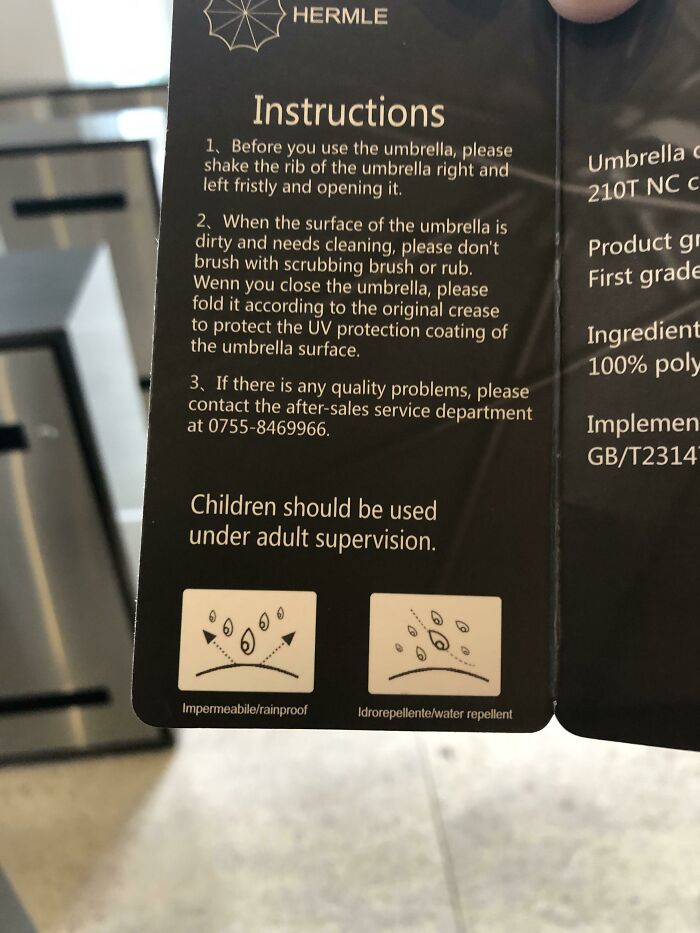 HERMLE
Instructions
1、Before you use the umbrella, please
shake the rib of the umbrella right and
left fristly and opening it.
2、When the surface of the umbrella is
dirty and needs cleaning, please don't
brush with scrubbing brush or rub.
Wenn you close the umbrella, please
fold it according to the original crease
to protect the UV protection coating of
the umbrella surface.
3、If there is any quality problems, please
contact the after-sales service department
at 0755-8469966.
Children should be used
under adult supervision.
Impermeabile/rainproof
Idrorepellente/water repellent
Umbrella
210T NC
Product
First grade
Ingredient
100%
GB/T2314